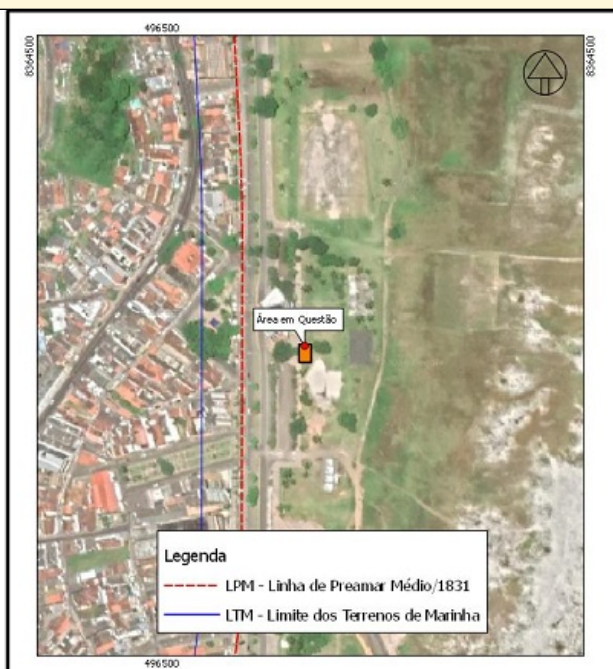 496500
8364500
8364500
Área em Questão
Legenda
LPM - Linha de Preamar Médio/1831
LTM - Limite dos Terrenos de Marinha
496500